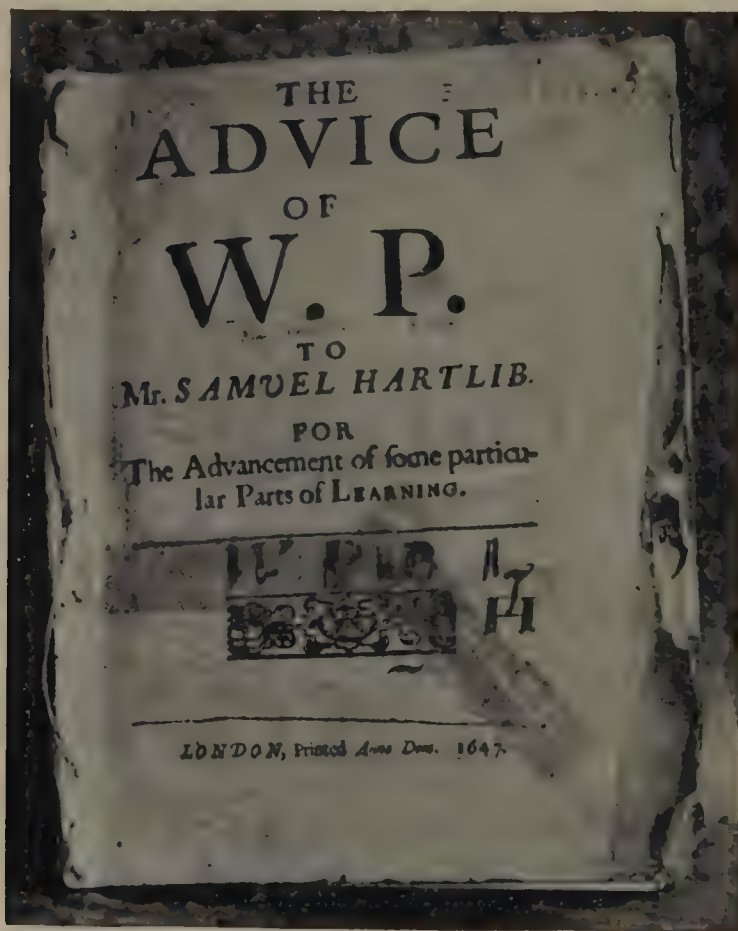 THE
ADVICE
OF
W. P.
TO
Mr. SAMUEL HARTLIB.
FOR
The Advancement of ſome particu-
lar Parts of LEARNING.
LONDON, Printed Anno Dom. 1647.